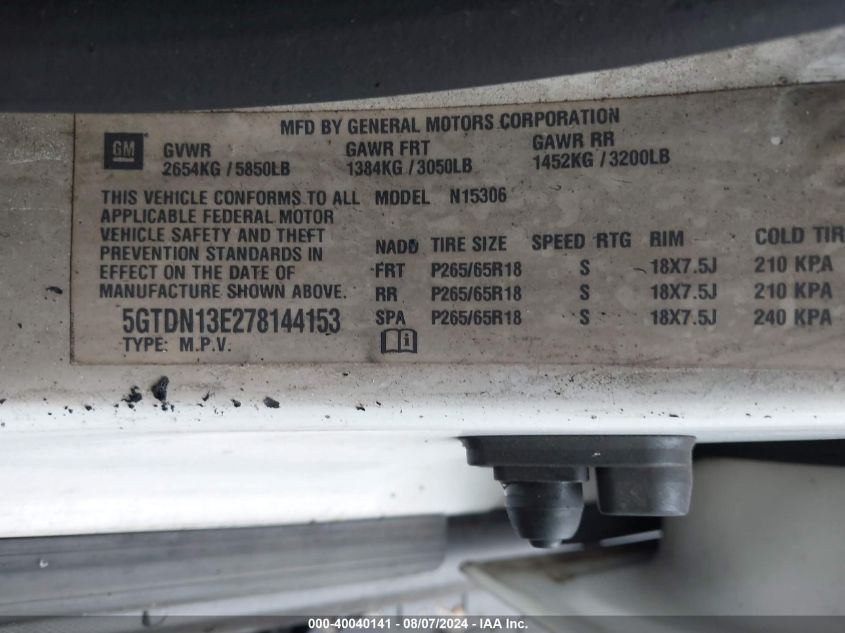 MFD BY GENERAL MOTORS CORPORATION
GM
GVWR GAWR FRT GAWR RR
2654KG / 5850LB 1384KG / 3050LB 1452KG / 3200LB
THIS VEHICLE CONFORMS TO ALL
APPLICABLE FEDERAL MOTOR
VEHICLE SAFETY AND THEFT
PREVENTION STANDARDS IN
EFFECT ON THE DATE OF
MANUFACTURE SHOWN ABOVE.
5GTDN13E278144153
TYPE: M.P.V.
MODEL N15306
TIRE SIZE SPEED RTG RIM COLD TIR
FRT P265/65R18 S 18X7.5J 210 KPA
RR P265/65R18 S 18X7.5J 210 KPA
SPA P265/65R18 S 18X7.5J 240 KPA
000-40040141 - 08/07/2024 - IAA Inc.